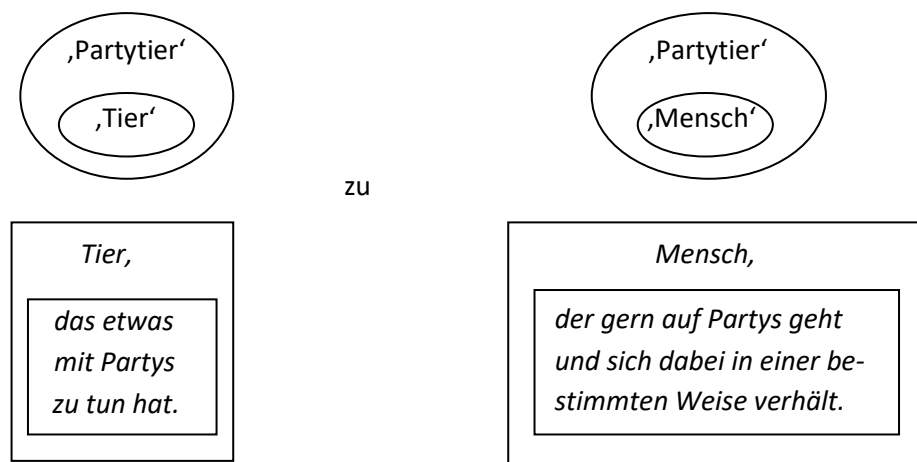 ‚Partytier‘
‚Tier‘
zu
‚Partytier‘
‚Mensch‘
Tier,
das etwas
mit Partys
zu tun hat.
Mensch,
der gern auf Partys geht
und sich dabei in einer be-
stimmten Weise verhält.